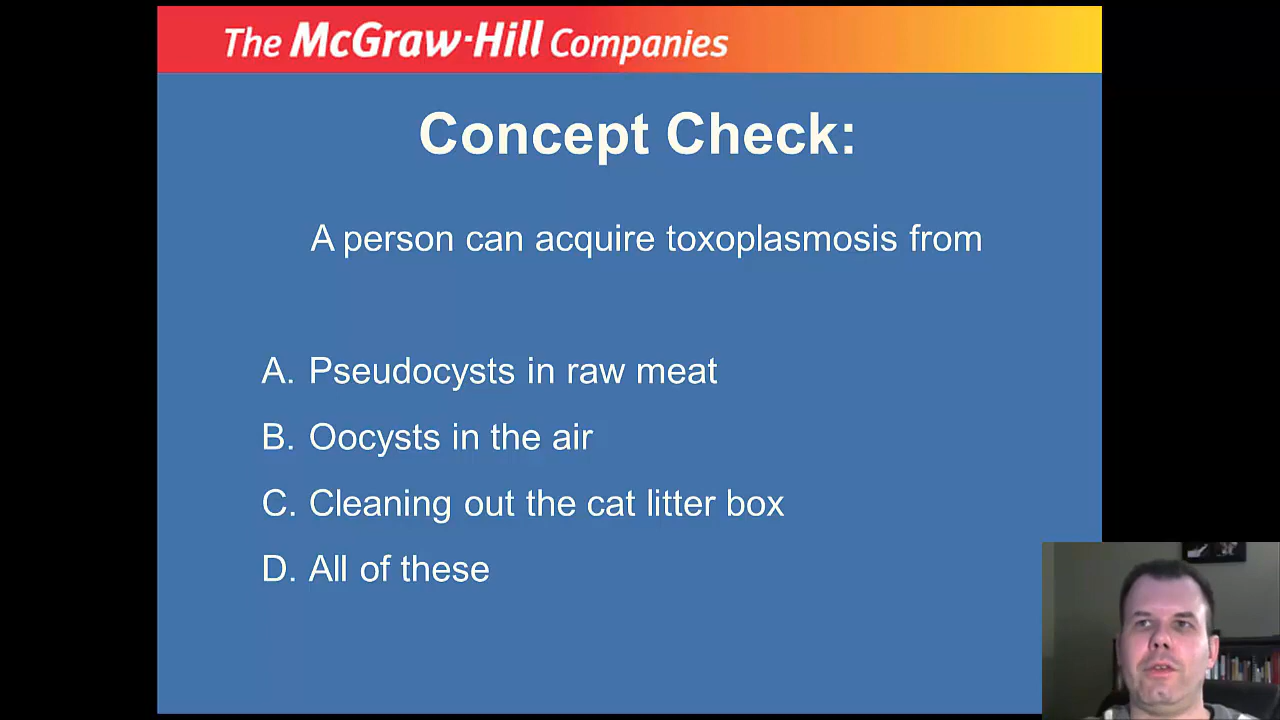 The McGraw-Hill Companies
Concept Check:
A person can acquire toxoplasmosis from
A. Pseudocysts in raw meat
B. Oocysts in the air
C. Cleaning out the cat litter box
D. All of these